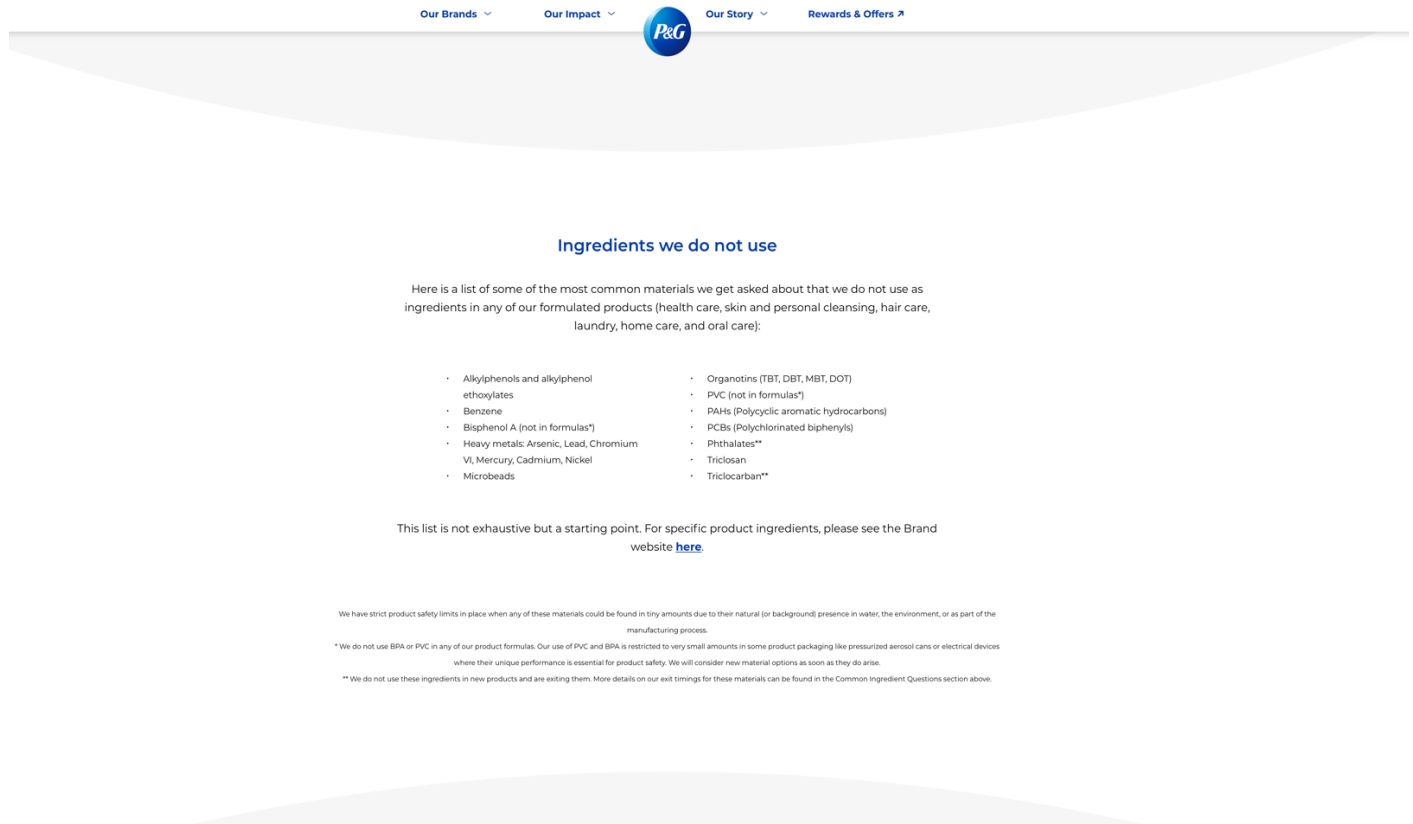 Our Brands
Our Impact
P&G
Our Story
Rewards & Offers ↗
Ingredients we do not use
Here is a list of some of the most common materials we get asked about that we do not use as
ingredients in any of our formulated products (health care, skin and personal cleansing, hair care,
laundry, home care, and oral care):
· Alkylphenols and alkylphenol
ethoxylates
· Benzene
· Bisphenol A (not in formulas*)
· Heavy metals: Arsenic, Lead, Chromium
VI, Mercury, Cadmium, Nickel
· Microbeads
· Organotins (TBT, DBT, MBT, DOT)
· PVC (not in formulas*)
· PAHs (Polycyclic aromatic hydrocarbons)
· PCBs (Polychlorinated biphenyls)
· Phthalates**
· Triclosan
· Triclocarban**
This list is not exhaustive but a starting point. For specific product ingredients, please see the Brand
website here.
We have strict product safety limits in place when any of these materials could be found in tiny amounts due to their natural (or background) presence in water, the environment, or as part of the
manufacturing process.
* We do not use BPA or PVC in any of our product formulas. Our use of PVC and BPA is restricted to very small amounts in some product packaging like pressurized aerosol cans or electrical devices
where their unique performance is essential for product safety. We will consider new material options as soon as they do arise.
** We do not use these ingredients in new products and are exiting them. More details on our exit timings for these materials can be found in the Common Ingredient Questions section above.